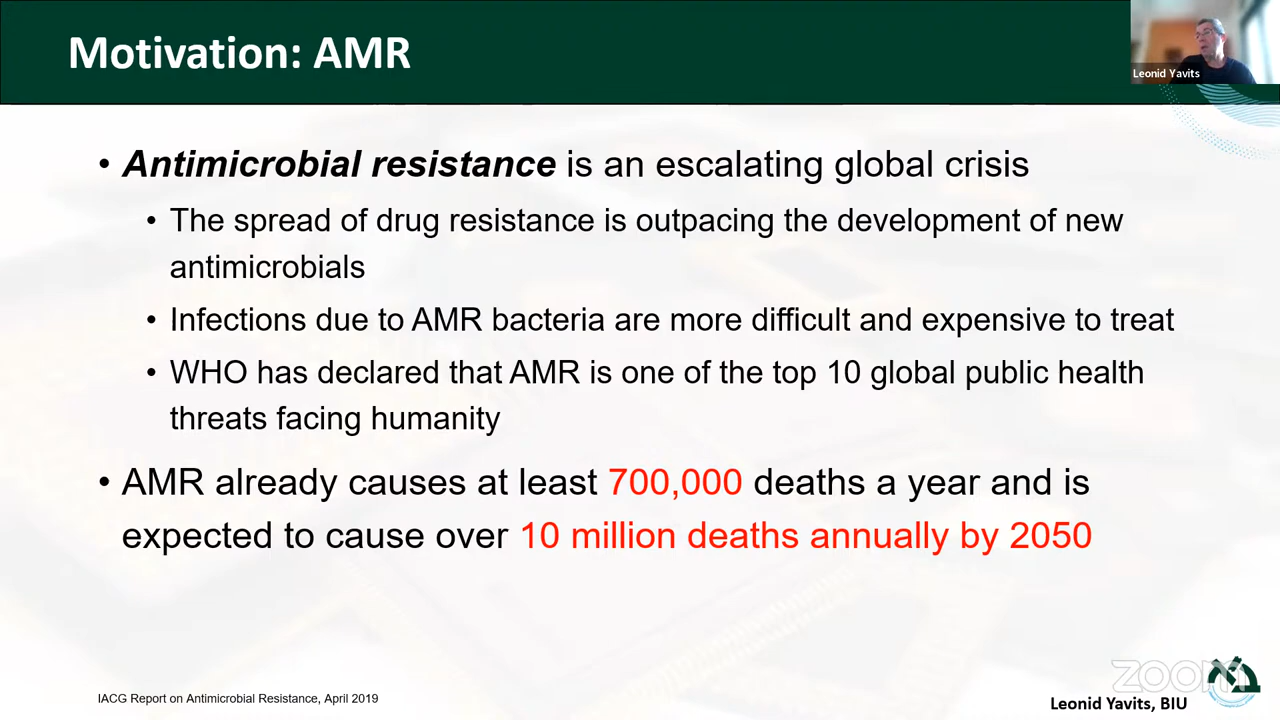 Motivation: AMR
Leonid Yavits
• Antimicrobial resistance is an escalating global crisis
• The spread of drug resistance is outpacing the development of new
antimicrobials
• Infections due to AMR bacteria are more difficult and expensive to treat
• WHO has declared that AMR is one of the top 10 global public health
threats facing humanity
• AMR already causes at least 700,000 deaths a year and is
expected to cause over 10 million deaths annually by 2050
IACG Report on Antimicrobial Resistance, April 2019
zoom
Leonid Yavits, BIU